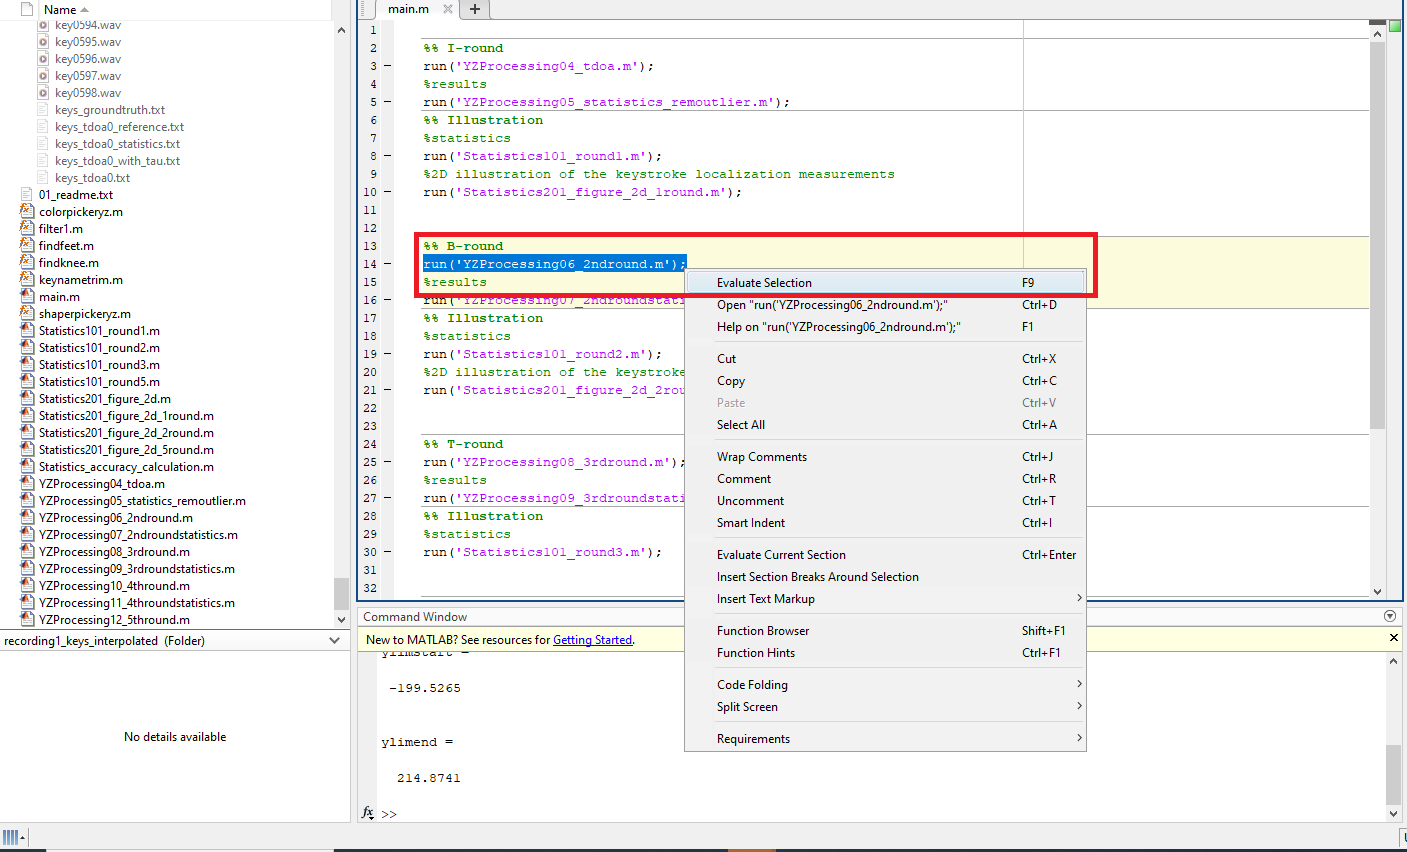 Name
key0594.wav
key0595.wav
key0596.wav
key0597.wav
key0598.wav
keys_groundtruth.txt
keys_tdoa0_reference.txt
keys_tdoa0_statistics.txt
keys_tdoa0_with_tau.txt
keys_tdoa0.txt
01_readme.txt
colorpickeryz.m
filter1.m
findfeet.m
findknee.m
keynametrim.m
main.m
shaperpickeryz.m
Statistics101_round1.m
Statistics101_round2.m
Statistics101_round3.m
Statistics101_round5.m
Statistics201_figure_2d.m
Statistics201_figure_2d_1round.m
Statistics201_figure_2d_2round.m
Statistics201_figure_2d_5round.m
Statistics_accuracy_calculation.m
YZProcessing04_tdoa.m
YZProcessing05_statistics_remoutlier.m
YZProcessing06_2ndround.m
YZProcessing07_2ndroundstatistics.m
YZProcessing08_3rdround.m
YZProcessing09_3rdroundstatistics.m
YZProcessing10_4thround.m
YZProcessing11_4throundstatistics.m
YZProcessing12_5thround.m
recording1_keys_interpolated (Folder)
No details available
main.m
1
2 %% I-round
3 – run('YZProcessing04_tdoa.m');
4 %results
5 – run('YZProcessing05_statistics_remoutlier.m');
6 %% Illustration
7 %statistics
8 – run('Statistics101_round1.m');
9 %2D illustration of the keystroke localization measurements
10 – run('Statistics201_figure_2d_1round.m');
11
12
13 %% B-round
14 – run('YZProcessing06_2ndround.m');
15 %results
16 – run('YZProcessing07_2ndroundstati
17 %% Illustration
18 %statistics
19 – run('Statistics101_round2.m');
20 %2D illustration of the keystroke
21 – run('Statistics201_figure_2d_2rou
22
23
24 %% T-round
25 – run('YZProcessing08_3rdround.m');
26 %results
27 – run('YZProcessing09_3rdroundstati
28 %% Illustration
29 %statistics
30 – run('Statistics101_round3.m');
31
32
Evaluate Selection F9
Open "run('YZProcessing06_2ndround.m');" Ctrl+D
Help on "run('YZProcessing06_2ndround.m');" F1
Cut Ctrl+X
Copy Ctrl+C
Paste Ctrl+V
Select All Ctrl+A
Wrap Comments Ctrl+J
Comment Ctrl+R
Uncomment Ctrl+T
Smart Indent Ctrl+I
Evaluate Current Section Ctrl+Enter
Insert Section Breaks Around Selection
Insert Text Markup
Function Browser Shift+F1
Function Hints Ctrl+F1
Code Folding
Split Screen
Requirements
Command Window
New to MATLAB? See resources for Getting Started.
ylimstart =
-199.5265
ylimend =
214.8741
fx >>